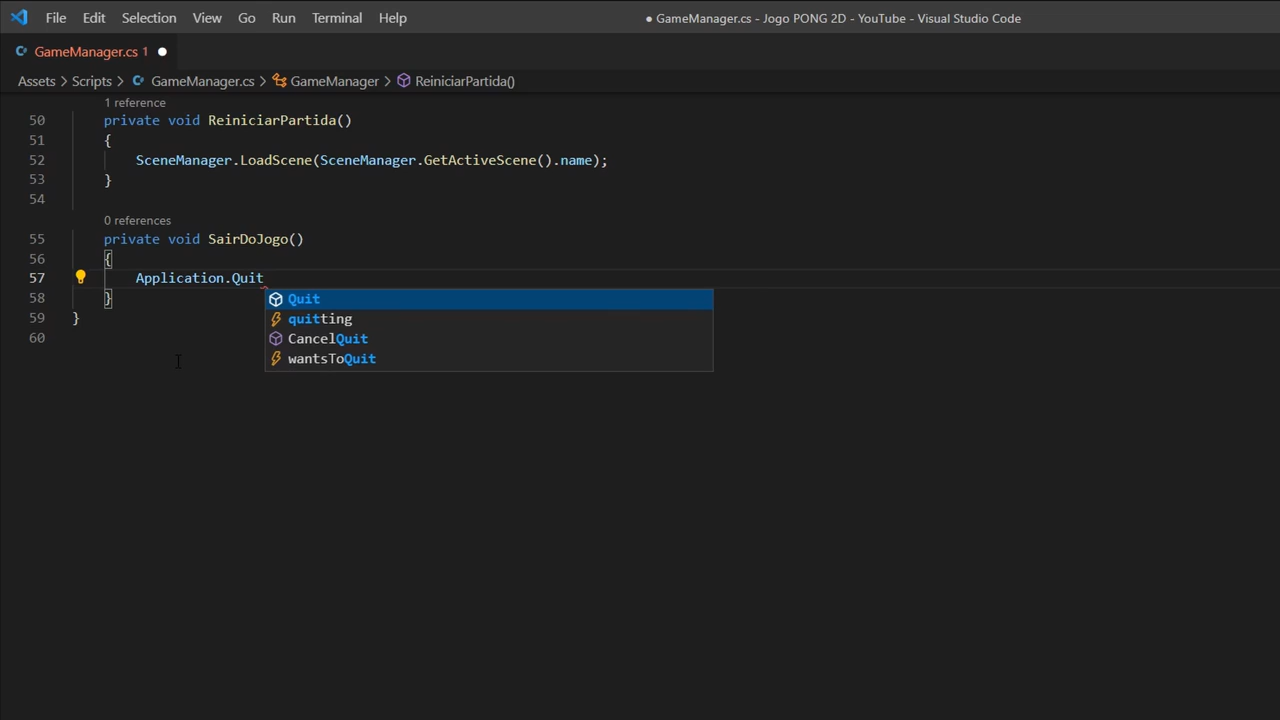 File Edit Selection View Go Run Terminal Help ● GameManager.cs - Jogo PONG 2D - YouTube - Visual Studio Code
GameManager.cs 1 ●
Assets > Scripts > GameManager.cs > GameManager > ReiniciarPartida()
1 reference
50 private void ReiniciarPartida()
51 {
52 SceneManager.LoadScene(SceneManager.GetActiveScene().name);
53 }
54
0 references
55 private void SairDoJogo()
56 {
57 Application.Quit
Quit
58 }
quitting
59 }
CancelQuit
60
wantsToQuit